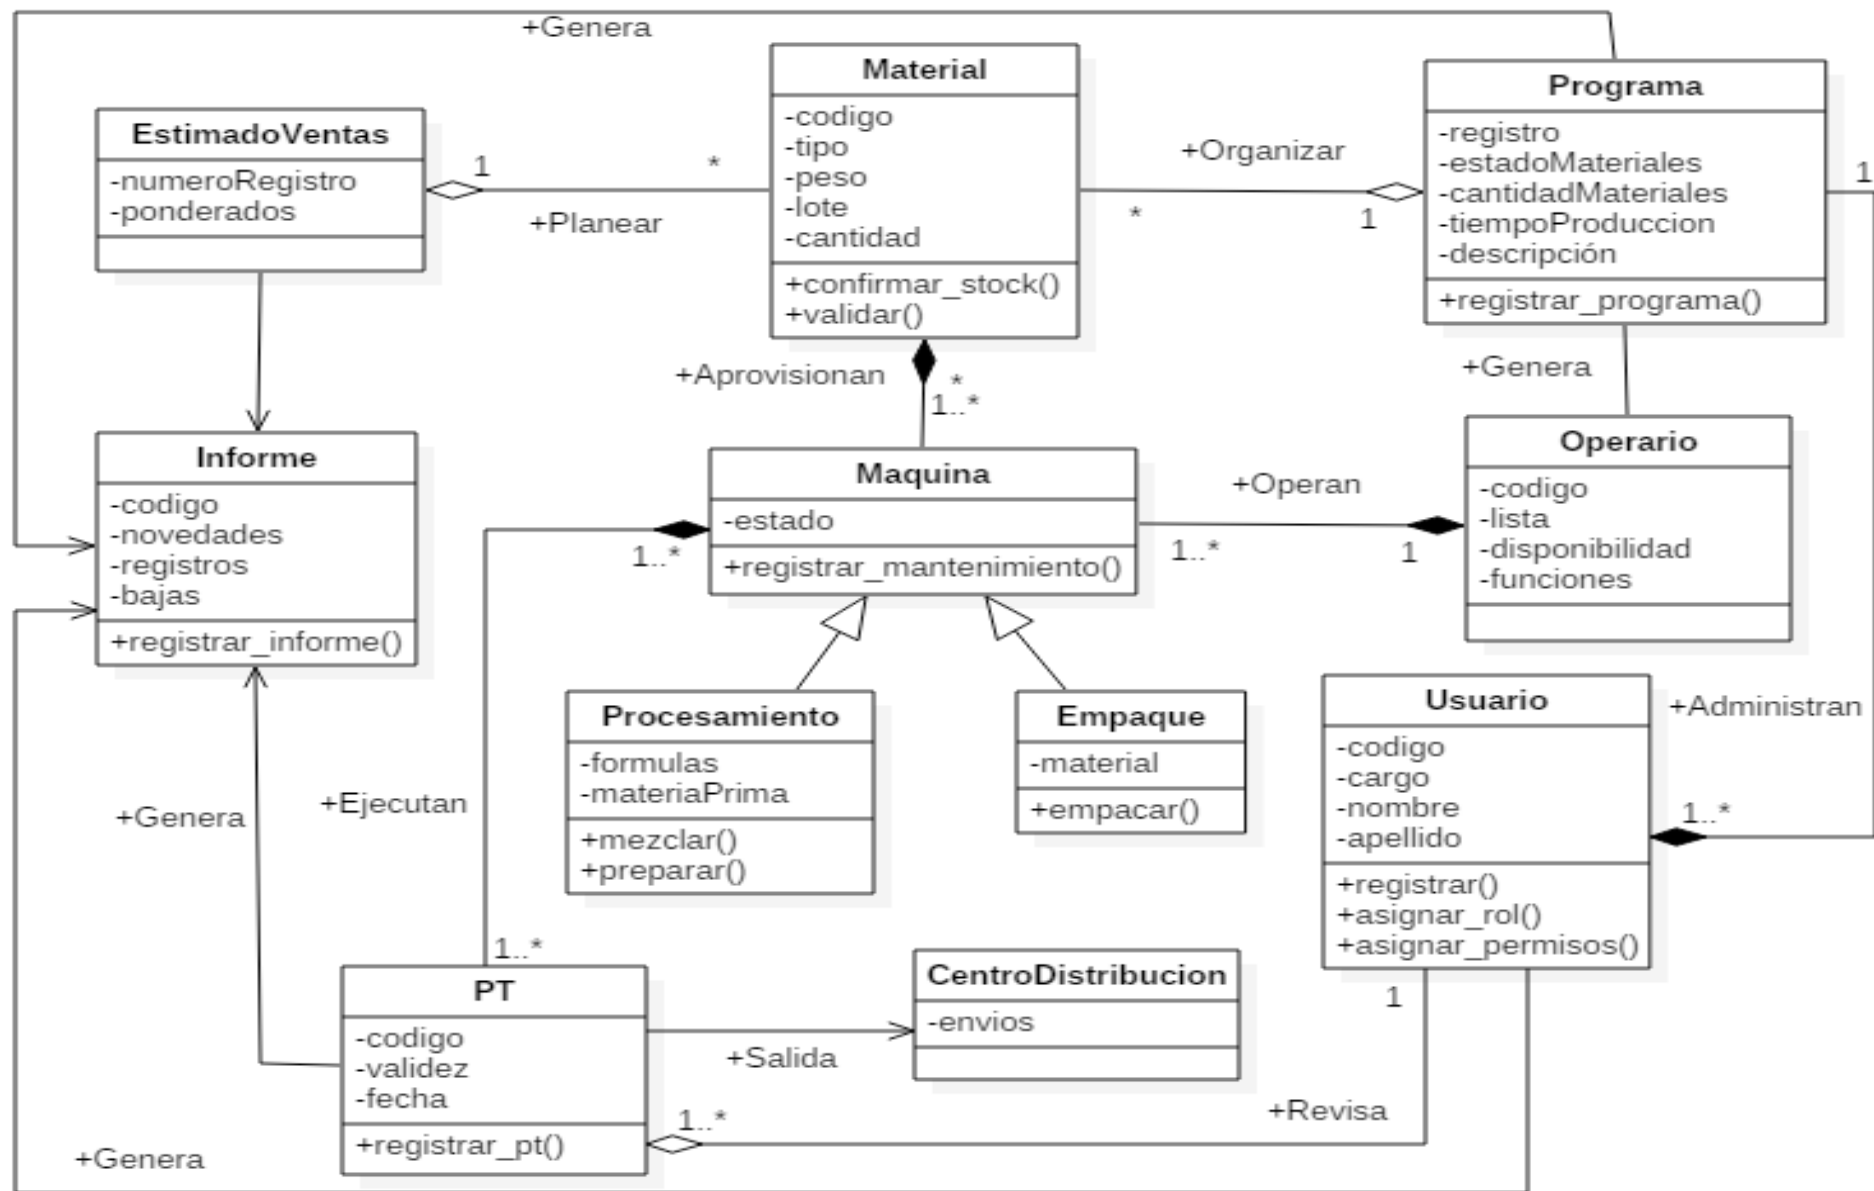 +Genera
Material
-codigo
-tipo
-peso
-lote
-cantidad
+confirmar_stock()
+validar()
Programa
-registro
-estadoMateriales
-cantidadMateriales
-tiempoProduccion
-descripción
+registrar_programa()
EstimadoVentas
-numeroRegistro
-ponderados
1
*
+Planear
+Organizar
*
1
1
+Aprovisionan
*
1..*
+Genera
Informe
-codigo
-novedades
-registros
-bajas
+registrar_informe()
Maquina
-estado
+registrar_mantenimiento()
1..*
+Operan
1..*
1
Operario
-codigo
-lista
-disponibilidad
-funciones
Procesamiento
-formulas
-materiaPrima
+mezclar()
+preparar()
Empaque
-material
+empacar()
Usuario
-codigo
-cargo
-nombre
-apellido
+registrar()
+asignar_rol()
+asignar_permisos()
+Administran
1..*
+Genera
+Ejecutan
1..*
PT
-codigo
-validez
-fecha
+registrar_pt()
CentroDistribucion
-envios
+Salida
1
1..*
+Revisa
+Genera